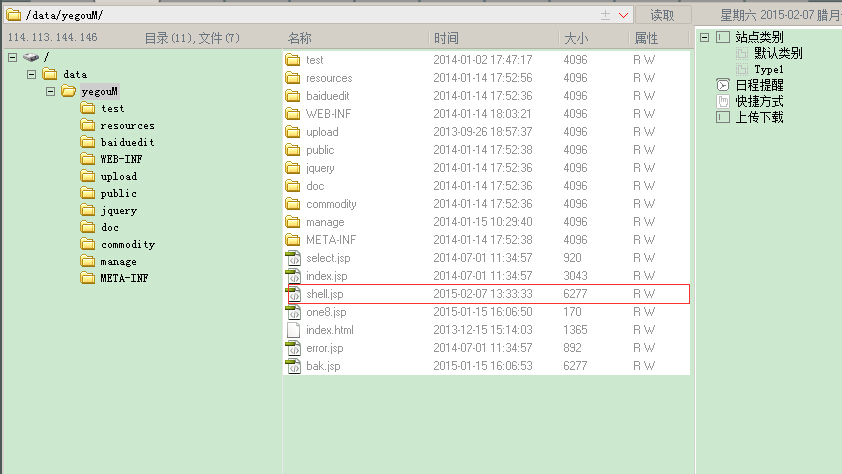 /data/yegouM/ 读取 星期六 2015-02-07 腊月
114.113.144.146 目录(11),文件(7) 名称 时间 大小 属性
/
data
yegouM
test
resources
baiduedit
WEB-INF
upload
public
jquery
doc
commodity
manage
META-INF
test 2014-01-02 17:47:17 4096 R W
resources 2014-01-14 17:52:56 4096 R W
baiduedit 2014-01-14 17:52:36 4096 R W
WEB-INF 2014-01-14 18:03:21 4096 R W
upload 2013-09-26 18:57:37 4096 R W
public 2014-01-14 17:52:38 4096 R W
jquery 2014-01-14 17:52:36 4096 R W
doc 2014-01-14 17:52:36 4096 R W
commodity 2014-01-14 17:52:36 4096 R W
manage 2014-01-15 10:29:40 4096 R W
META-INF 2014-01-14 17:52:38 4096 R W
select.jsp 2014-07-01 11:34:57 920 R W
index.jsp 2014-07-01 11:34:57 3043 R W
shell.jsp 2015-02-07 13:33:33 6277 R W
one8.jsp 2015-01-15 16:06:50 170 R W
index.html 2013-12-15 15:14:03 1365 R W
error.jsp 2014-07-01 11:34:57 892 R W
bak.jsp 2015-01-15 16:06:53 6277 R W
站点类别
默认类别
Type1
日程提醒
快捷方式
上传下载